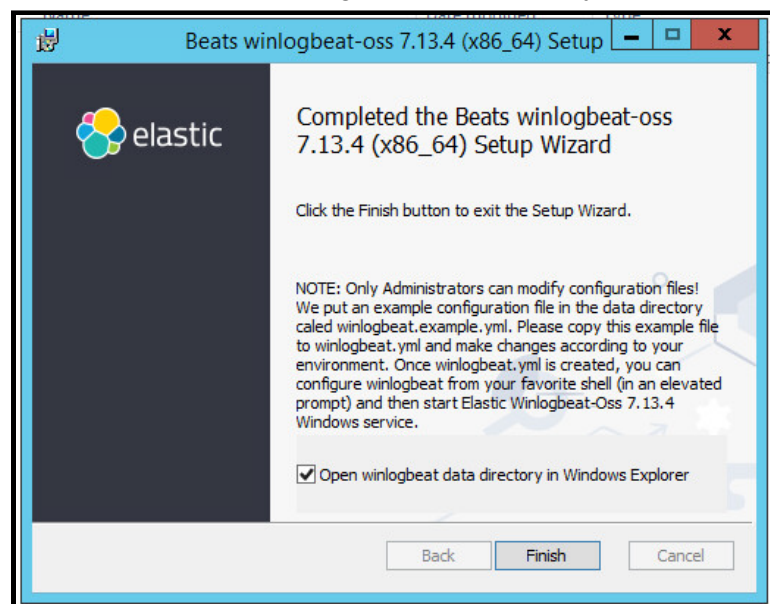 Beats winlogbeat-oss 7.13.4 (x86_64) Setup
elastic
Completed the Beats winlogbeat-oss
7.13.4 (x86_64) Setup Wizard
Click the Finish button to exit the Setup Wizard.
NOTE: Only Administrators can modify configuration files!
We put an example configuration file in the data directory
caled winlogbeat.example.yml. Please copy this example file
to winlogbeat.yml and make changes according to your
environment. Once winlogbeat.yml is created, you can
configure winlogbeat from your favorite shell (in an elevated
prompt) and then start Elastic Winlogbeat-Oss 7.13.4
Windows service.
Open winlogbeat data directory in Windows Explorer
Back Finish Cancel